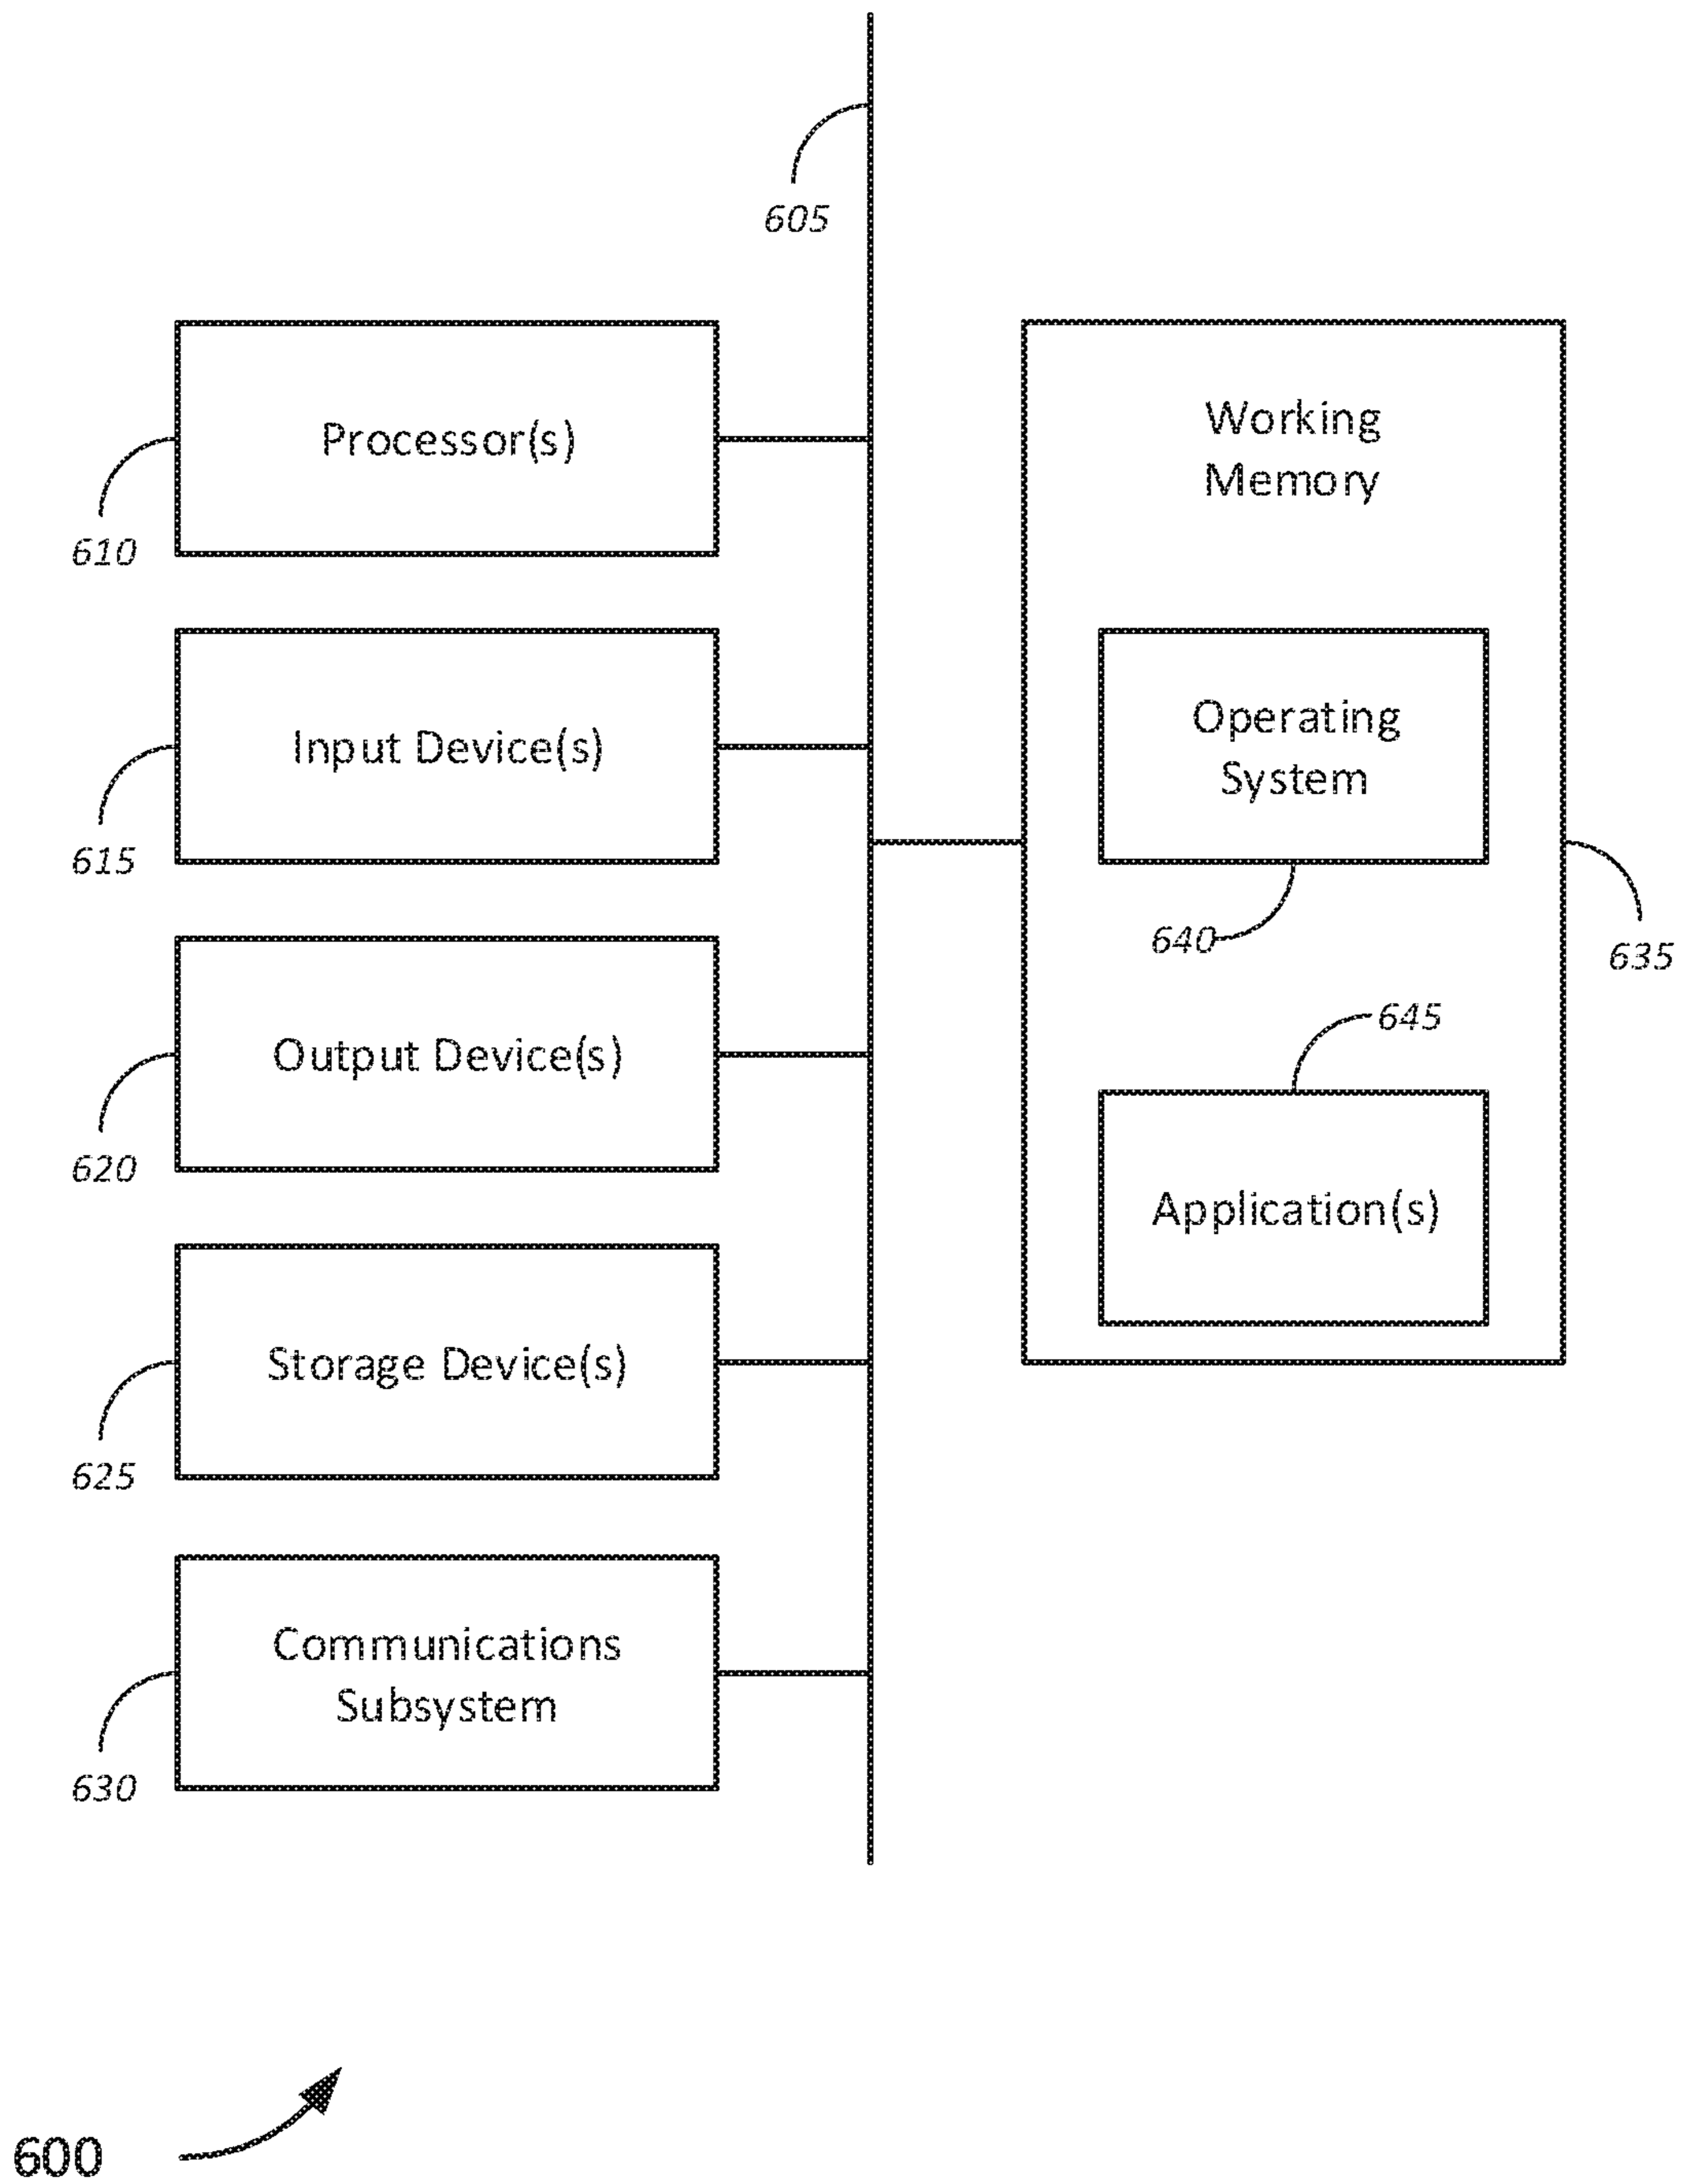 605
Processor(s)
610
Input Device(s)
615
Output Device(s)
620
Storage Device(s)
625
Communications
Subsystem
630
Working
Memory
Operating
System
640
635
645
Application(s)
600